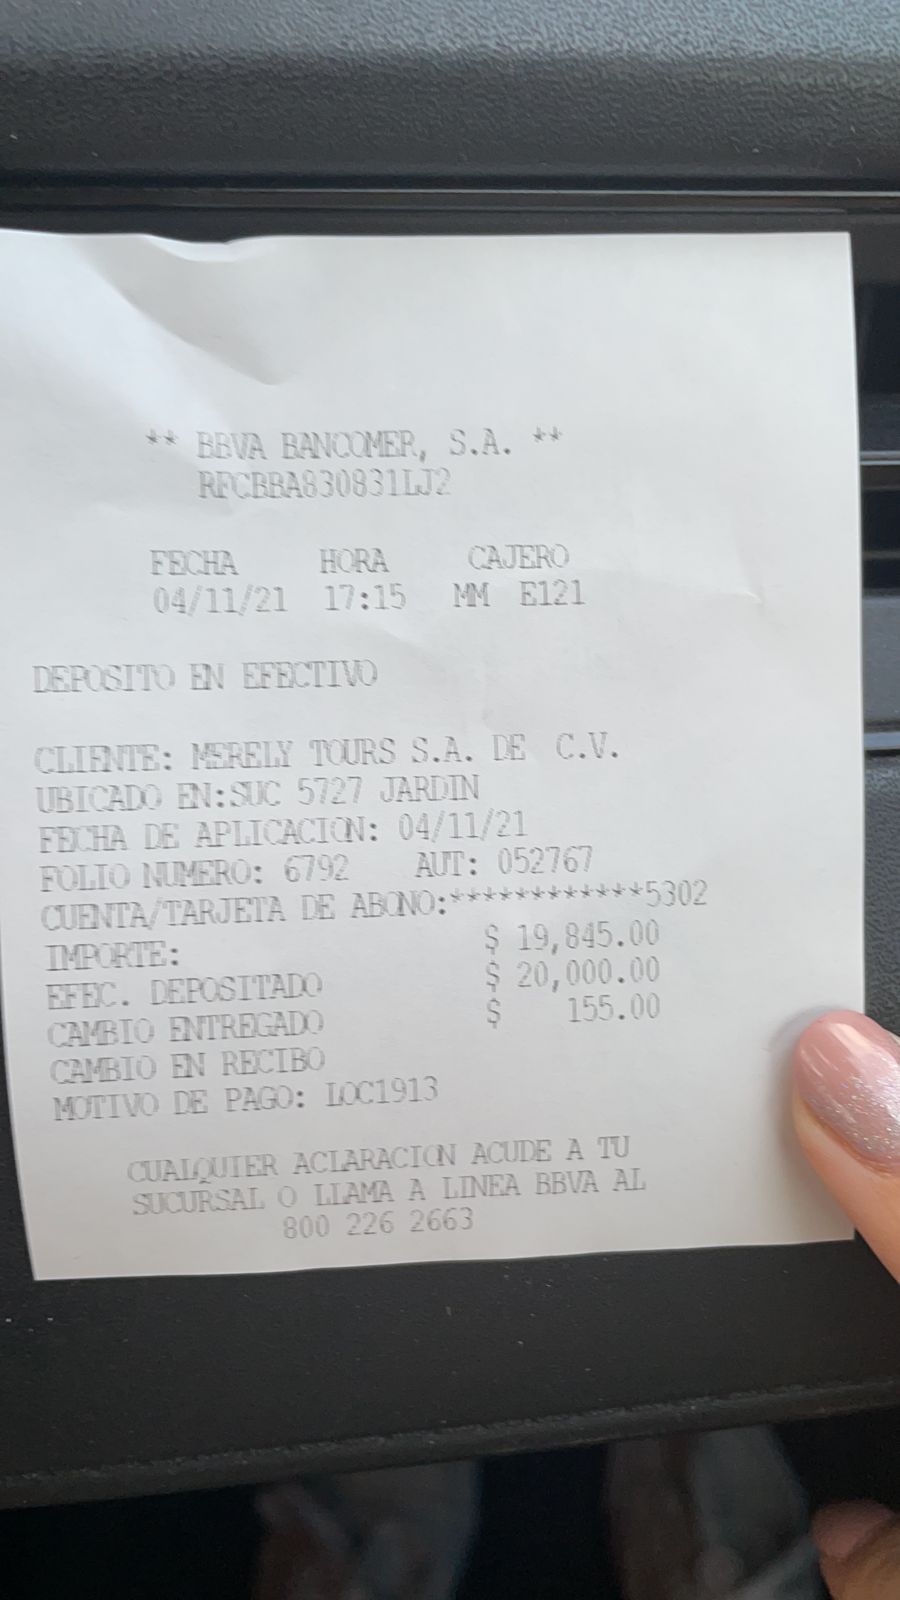 ** BBVA BANCOMER, S.A. **
RFCBBA830831LJ2
FECHA HORA CAJERO
04/11/21 17:15 MM E121
DEPOSITO EN EFECTIVO
CLIENTE: MERELY TOURS S.A. DE C.V.
UBICADO EN:SUC 5727 JARDIN
FECHA DE APLICACION: 04/11/21
FOLIO NUMERO: 6792 AUT: 052767
CUENTA/TARJETA DE ABONO:************5302
IMPORTE: $ 19,845.00
EFEC. DEPOSITADO $ 20,000.00
CAMBIO ENTREGADO $ 155.00
CAMBIO EN RECIBO
MOTIVO DE PAGO: LOC1913
CUALQUIER ACLARACION ACUDE A TU
SUCURSAL O LLAMA A LINEA BBVA AL
800 226 2663